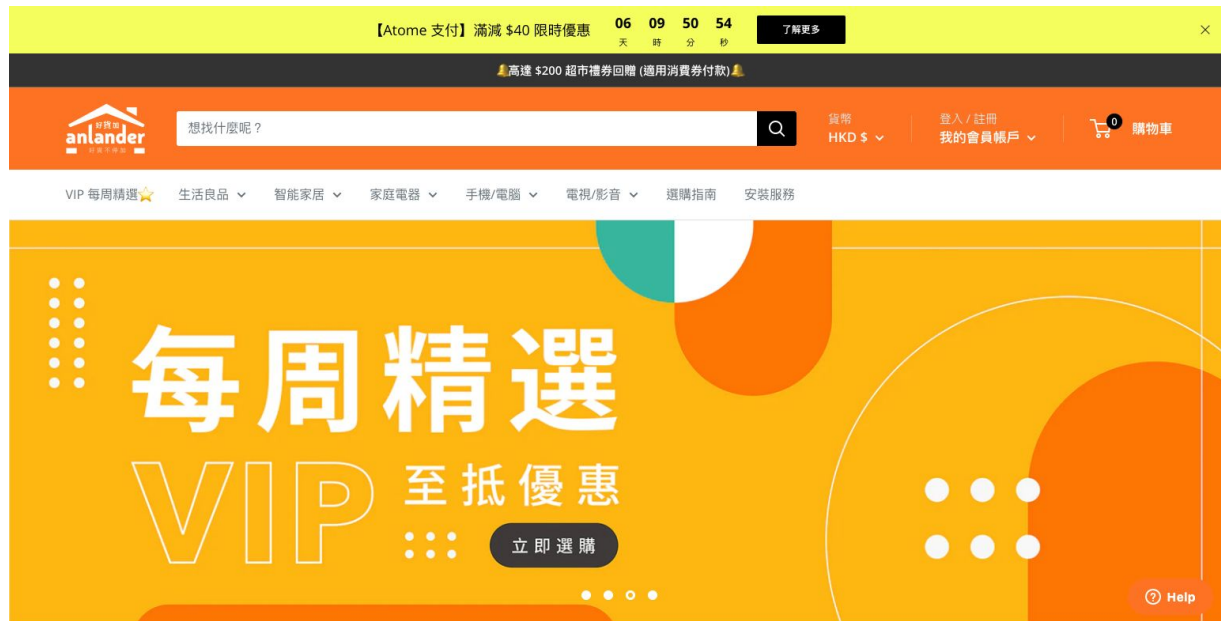 【Atome 支付】滿減 $40 限時優惠
06 09 50 54
天 時 分 秒
了解更多
🔔高達 $200 超市禮券回贈 (適用消費券付款)🔔
好貨加
anlander
想找什麼呢？
貨幣
HKD $
登入 / 註冊
我的會員帳戶
0
購物車
VIP 每周精選⭐ 生活良品 智能家居 家庭電器 手機/電腦 電視/影音 選購指南 安裝服務
每周精選
VIP 至抵優惠
立即選購
Help